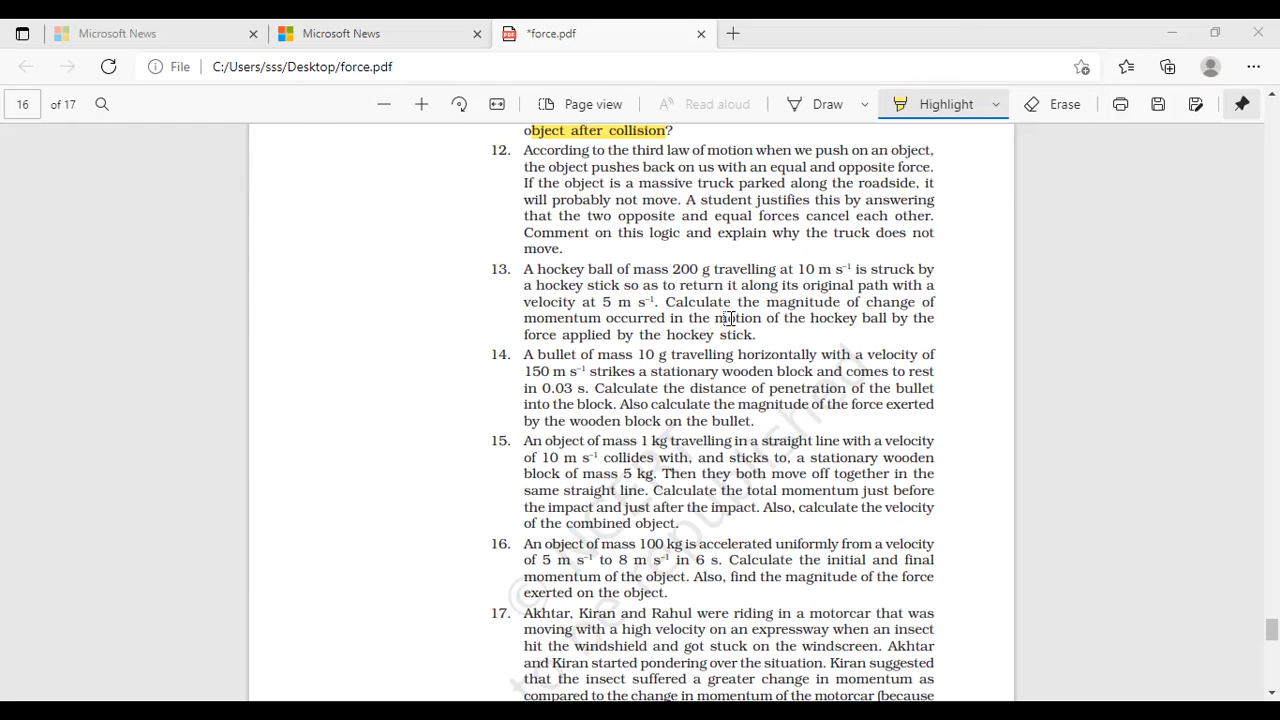 Microsoft News
Microsoft News
*force.pdf
File C:/Users/sss/Desktop/force.pdf
16 of 17 Page view Read aloud Draw Highlight Erase
object after collision?
12. According to the third law of motion when we push on an object,
the object pushes back on us with an equal and opposite force.
If the object is a massive truck parked along the roadside, it
will probably not move. A student justifies this by answering
that the two opposite and equal forces cancel each other.
Comment on this logic and explain why the truck does not
move.
13. A hockey ball of mass 200 g travelling at 10 m s⁻¹ is struck by
a hockey stick so as to return it along its original path with a
velocity at 5 m s⁻¹. Calculate the magnitude of change of
momentum occurred in the motion of the hockey ball by the
force applied by the hockey stick.
14. A bullet of mass 10 g travelling horizontally with a velocity of
150 m s⁻¹ strikes a stationary wooden block and comes to rest
in 0.03 s. Calculate the distance of penetration of the bullet
into the block. Also calculate the magnitude of the force exerted
by the wooden block on the bullet.
15. An object of mass 1 kg travelling in a straight line with a velocity
of 10 m s⁻¹ collides with, and sticks to, a stationary wooden
block of mass 5 kg. Then they both move off together in the
same straight line. Calculate the total momentum just before
the impact and just after the impact. Also, calculate the velocity
of the combined object.
16. An object of mass 100 kg is accelerated uniformly from a velocity
of 5 m s⁻¹ to 8 m s⁻¹ in 6 s. Calculate the initial and final
momentum of the object. Also, find the magnitude of the force
exerted on the object.
17. Akhtar, Kiran and Rahul were riding in a motorcar that was
moving with a high velocity on an expressway when an insect
hit the windshield and got stuck on the windscreen. Akhtar
and Kiran started pondering over the situation. Kiran suggested
that the insect suffered a greater change in momentum as
compared to the change in momentum of the motorcar (because
© NCERT
to be republished